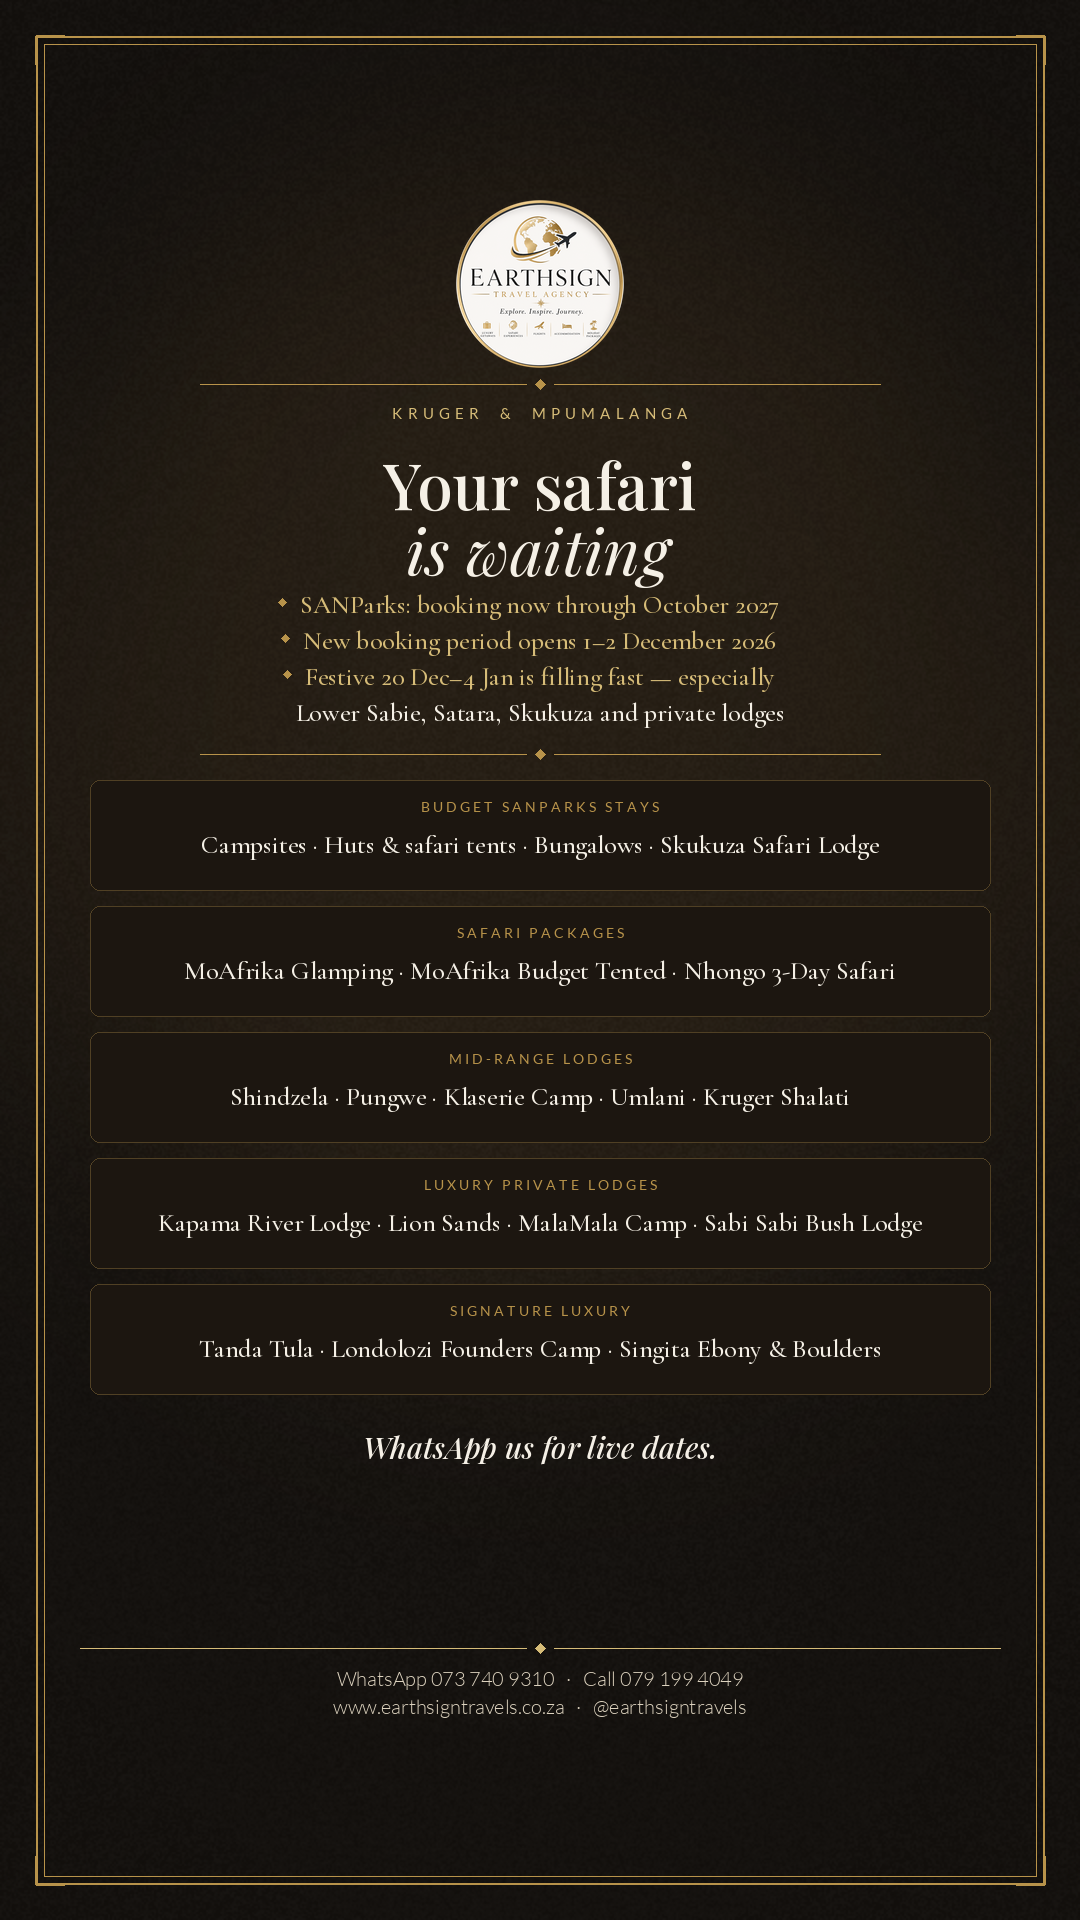 EARTHSIGN
TRAVEL AGENCY
Explore. Inspire. Journey.
KRUGER & MPUMALANGA
Your safari
is waiting
SANParks: booking now through October 2027
New booking period opens 1–2 December 2026
Festive 20 Dec–4 Jan is filling fast — especially
Lower Sabie, Satara, Skukuza and private lodges
BUDGET SANPARKS STAYS
Campsites · Huts & safari tents · Bungalows · Skukuza Safari Lodge
SAFARI PACKAGES
MoAfrika Glamping · MoAfrika Budget Tented · Nhongo 3-Day Safari
MID-RANGE LODGES
Shindzela · Pungwe · Klaserie Camp · Umlani · Kruger Shalati
LUXURY PRIVATE LODGES
Kapama River Lodge · Lion Sands · MalaMala Camp · Sabi Sabi Bush Lodge
SIGNATURE LUXURY
Tanda Tula · Londolozi Founders Camp · Singita Ebony & Boulders
WhatsApp us for live dates.
WhatsApp 073 740 9310 · Call 079 199 4049
www.earthsigntravels.co.za · @earthsigntravels